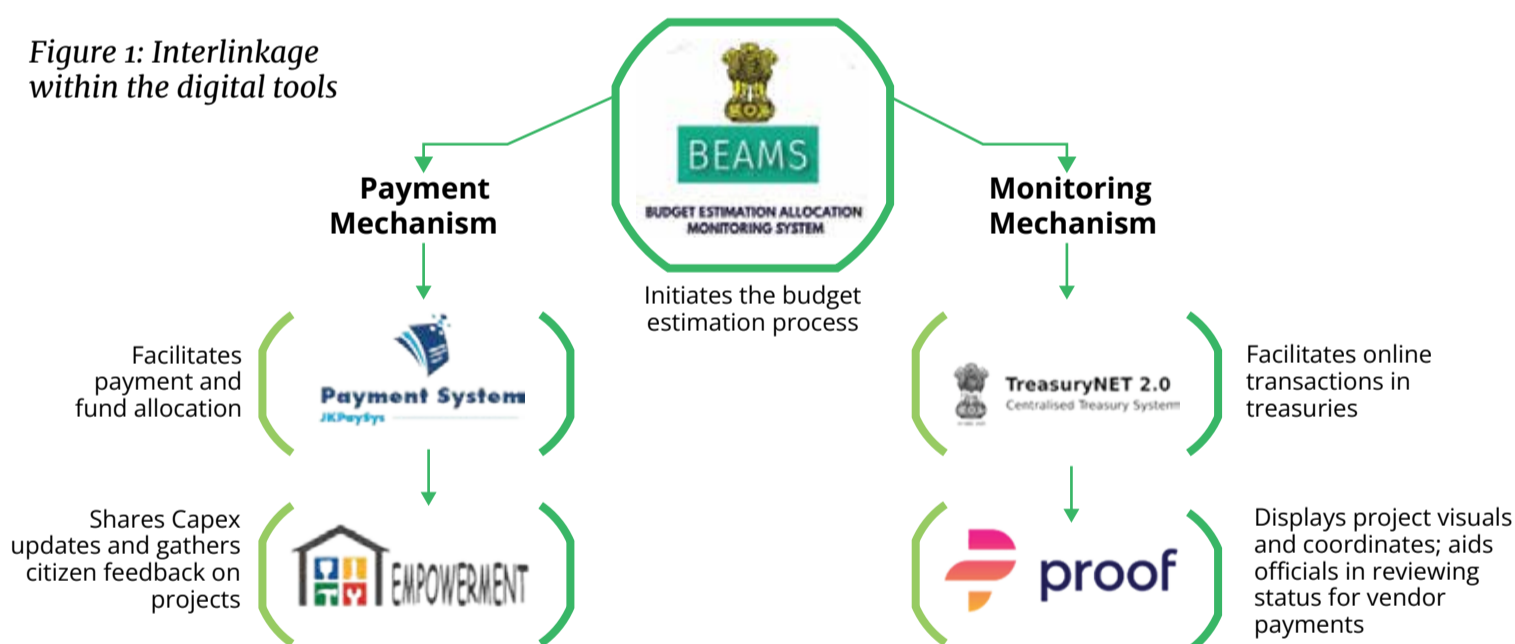 Figure 1: Interlinkage
within the digital tools
BEAMS
BUDGET ESTIMATION ALLOCATION
MONITORING SYSTEM
Initiates the budget
estimation process
Payment
Mechanism
Facilitates
payment and
fund allocation
Payment System
JKPaySys
Shares Capex
updates and gathers
citizen feedback on
projects
EMPOWERMENT
Monitoring
Mechanism
TreasuryNET 2.0
Centralised Treasury System
Facilitates online
transactions in
treasuries
proof
Displays project visuals
and coordinates; aids
officials in reviewing
status for vendor
payments